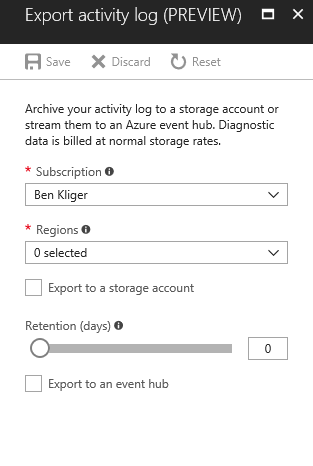 Export activity log (PREVIEW)
Save Discard Reset
Archive your activity log to a storage account or
stream them to an Azure event hub. Diagnostic
data is billed at normal storage rates.
* Subscription
Ben Kliger
* Regions
0 selected
Export to a storage account
Retention (days)
0
Export to an event hub